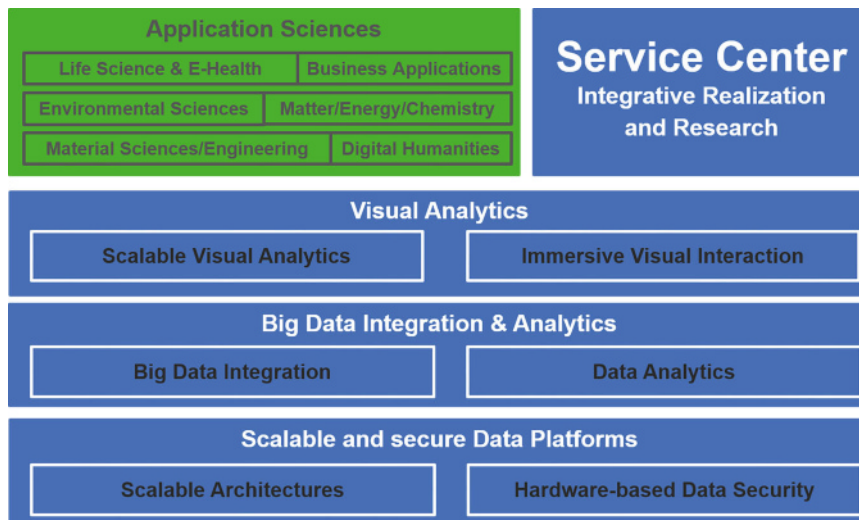 Application Sciences
Life Science & E-Health
Business Applications
Environmental Sciences
Matter/Energy/Chemistry
Material Sciences/Engineering
Digital Humanities
Service Center
Integrative Realization
and Research
Visual Analytics
Scalable Visual Analytics
Immersive Visual Interaction
Big Data Integration & Analytics
Big Data Integration
Data Analytics
Scalable and secure Data Platforms
Scalable Architectures
Hardware-based Data Security